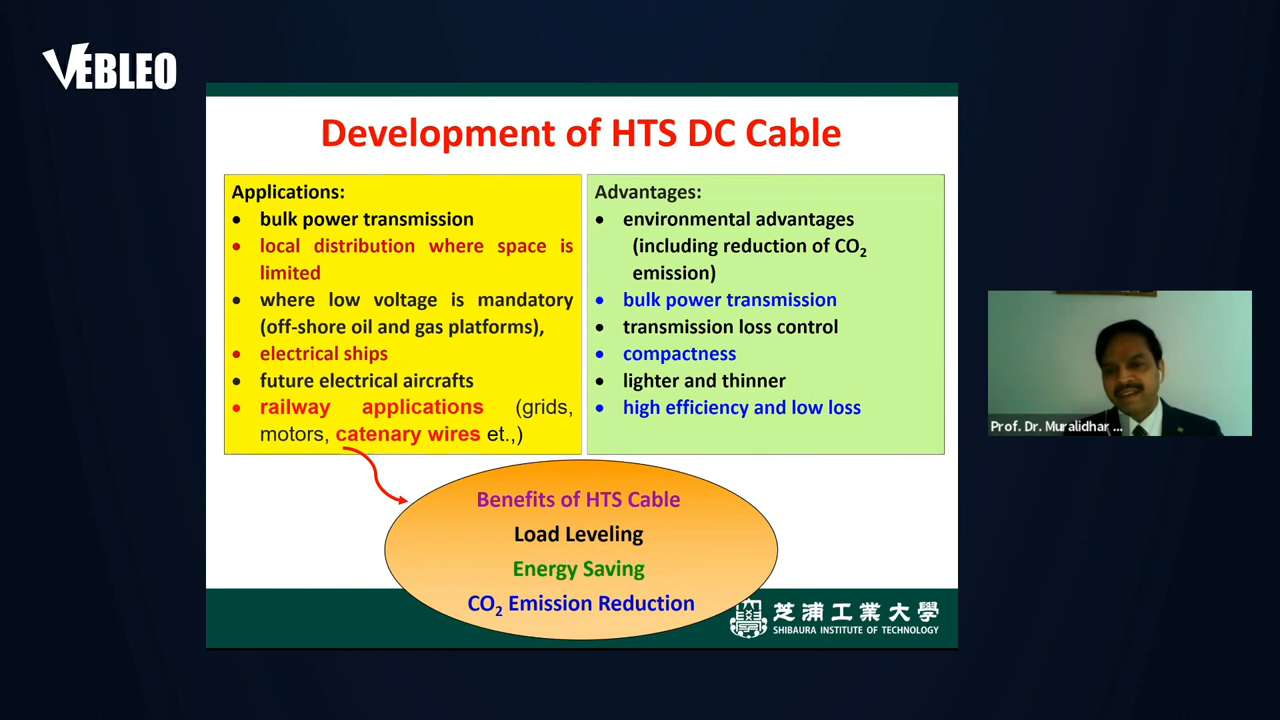 VEBLEO
Development of HTS DC Cable
Applications:
• bulk power transmission
• local distribution where space is
limited
• where low voltage is mandatory
(off-shore oil and gas platforms),
• electrical ships
• future electrical aircrafts
• railway applications (grids,
motors, catenary wires et.,)
Advantages:
• environmental advantages
(including reduction of CO₂
emission)
• bulk power transmission
• transmission loss control
• compactness
• lighter and thinner
• high efficiency and low loss
Benefits of HTS Cable
Load Leveling
Energy Saving
CO₂ Emission Reduction
芝浦工業大學
SHIBAURA INSTITUTE OF TECHNOLOGY
Prof. Dr. Muralidhar ...